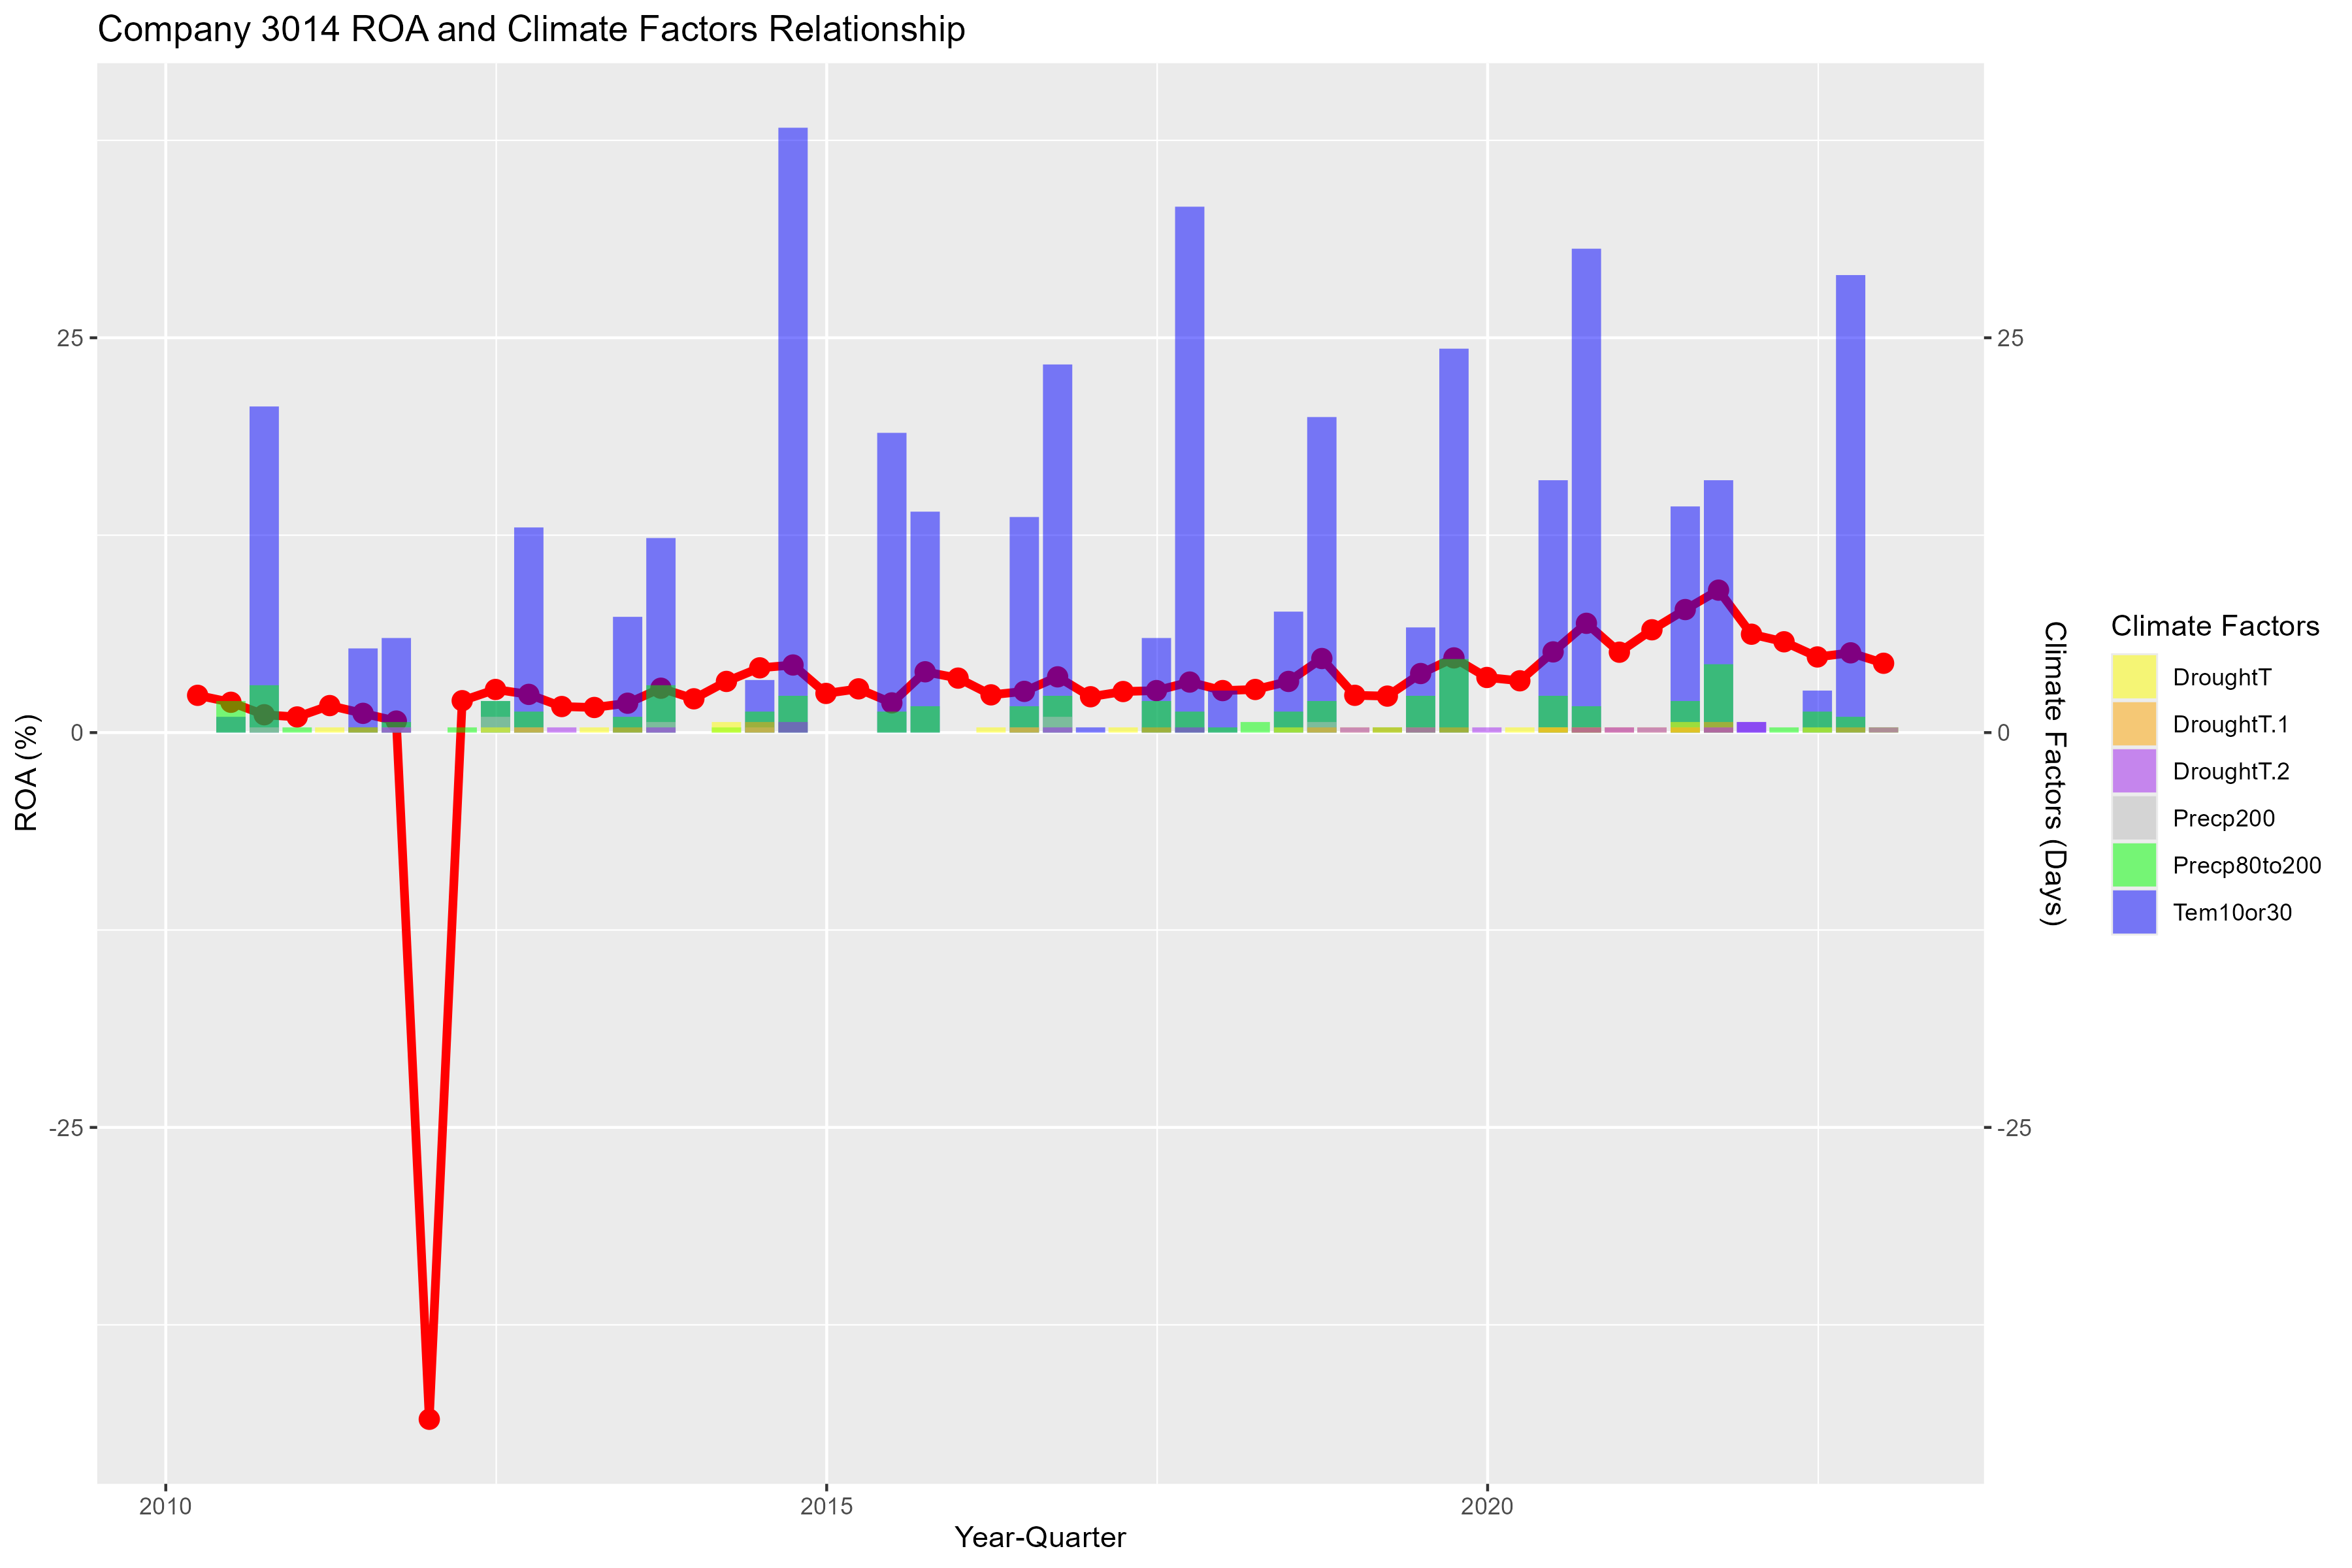 Company 3014 ROA and Climate Factors Relationship
ROA (%)
25
0
-25
25
0
-25
Climate Factors (Days)
2010
2015
2020
Year-Quarter
Climate Factors
DroughtT
DroughtT.1
DroughtT.2
Precp200
Precp80to200
Tem10or30